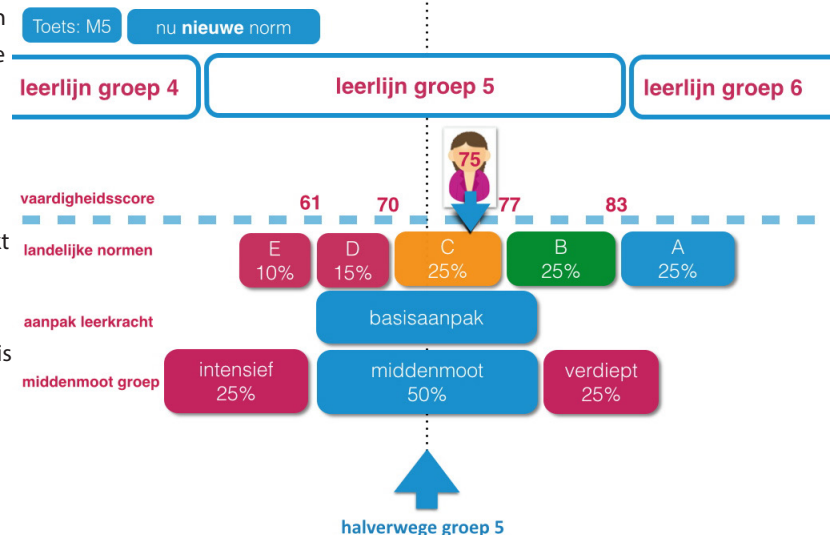 Toets: M5
nu nieuwe norm
leerlijn groep 4
leerlijn groep 5
leerlijn groep 6
75
vaardigheidsscore
61
70
77
83
landelijke normen
E
10%
D
15%
C
25%
B
25%
A
25%
aanpak leerkracht
basisaanpak
middenmoot groep
intensief
25%
middenmoot
50%
verdiept
25%
halverwege groep 5